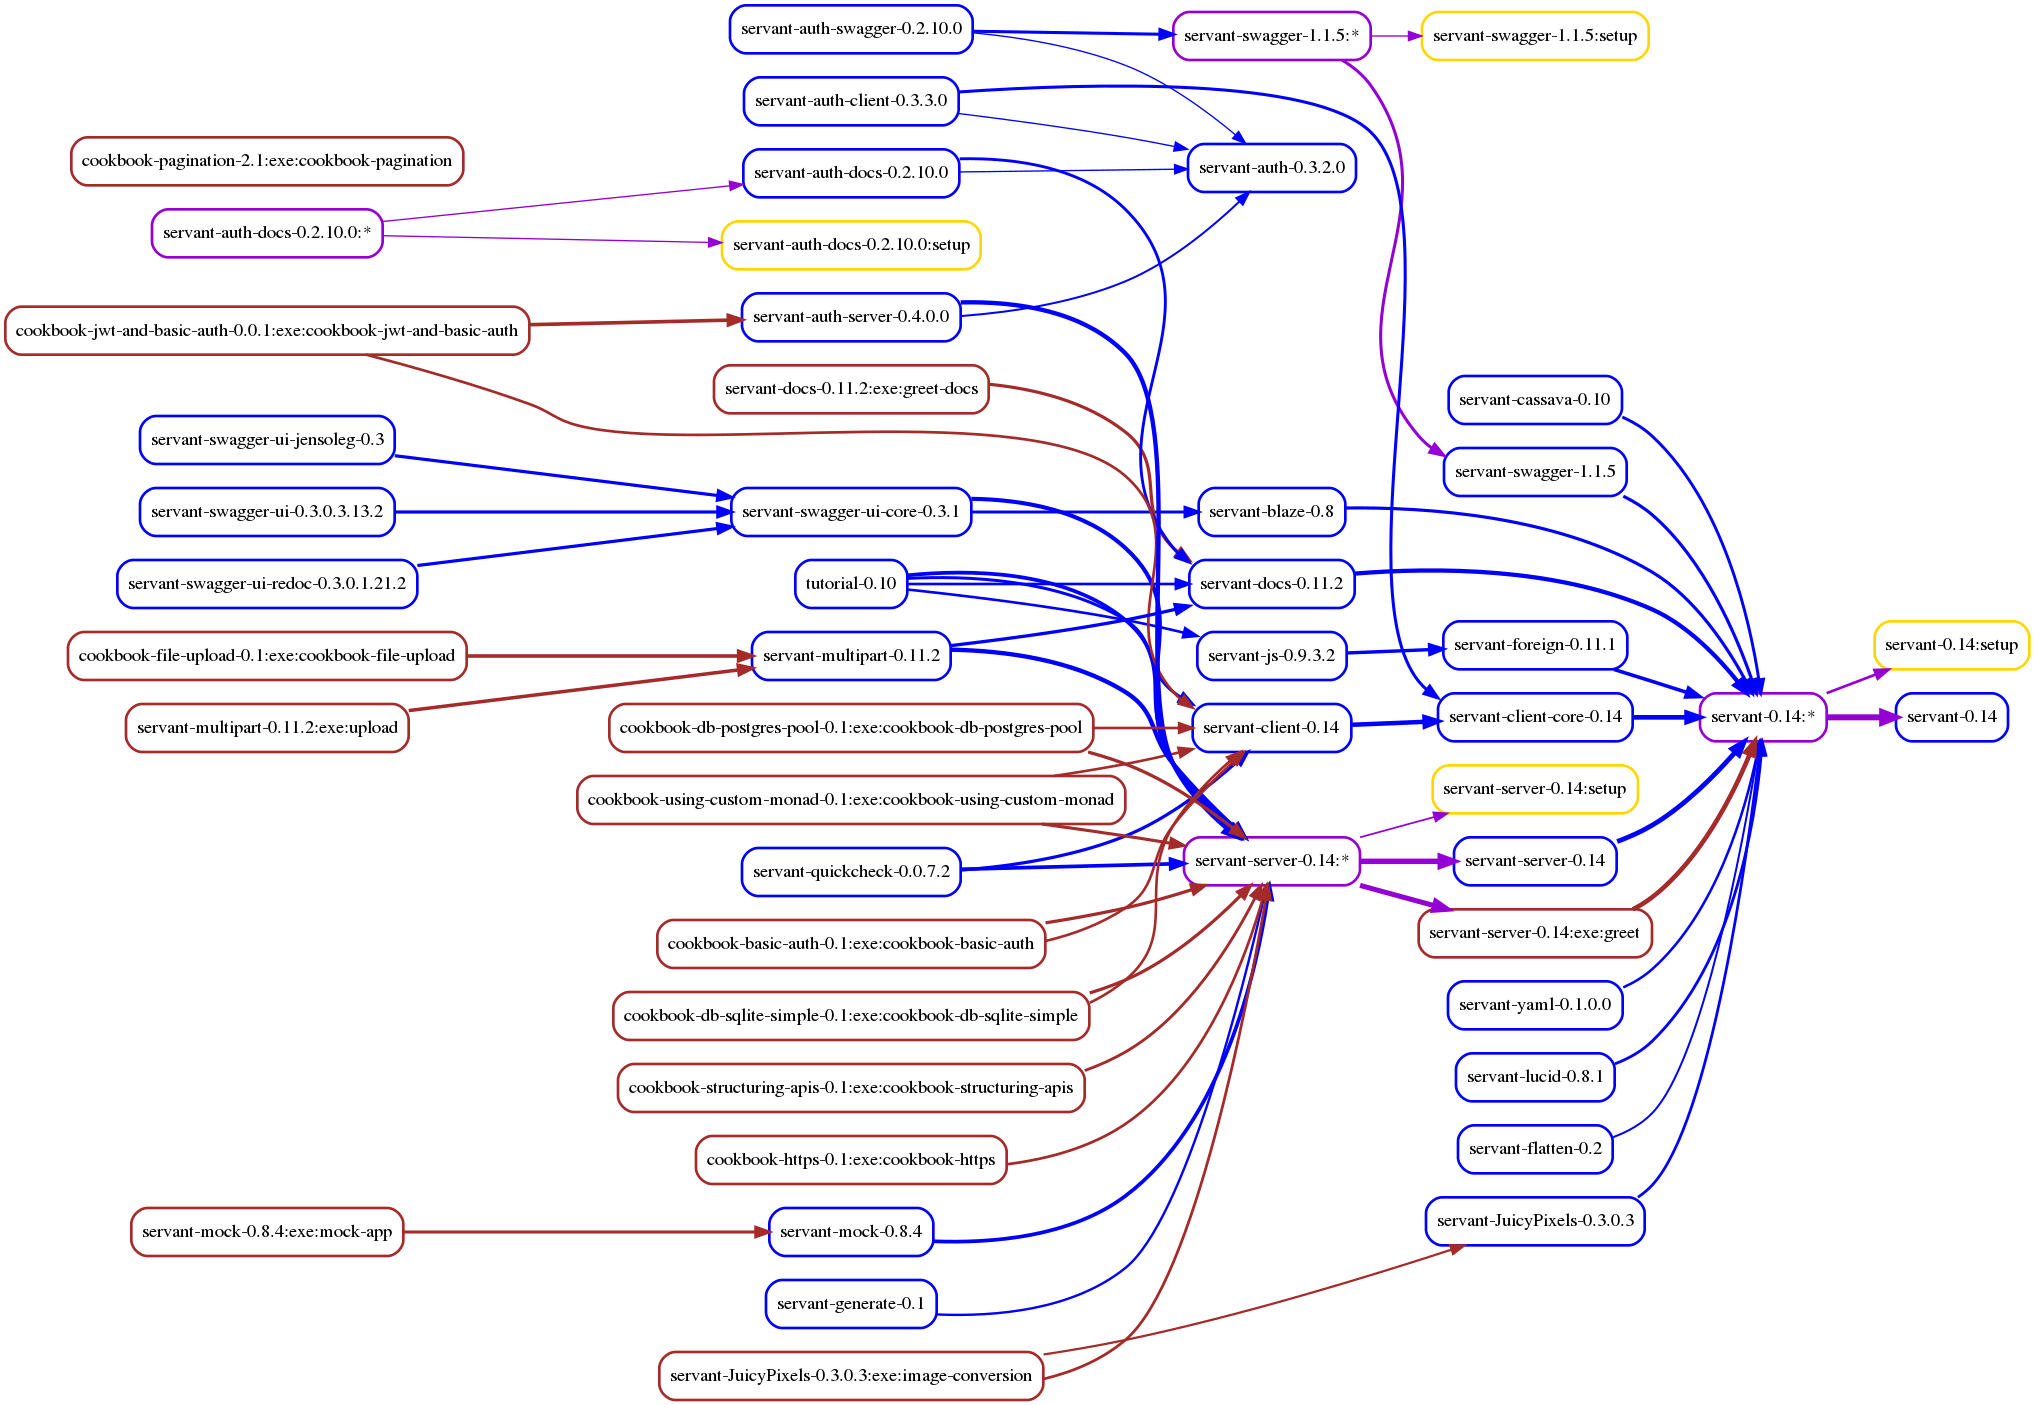 servant-auth-swagger-0.2.10.0
servant-swagger-1.1.5:*
servant-swagger-1.1.5:setup
servant-auth-client-0.3.3.0
cookbook-pagination-2.1:exe:cookbook-pagination
servant-auth-docs-0.2.10.0
servant-auth-0.3.2.0
servant-auth-docs-0.2.10.0:*
servant-auth-docs-0.2.10.0:setup
cookbook-jwt-and-basic-auth-0.0.1:exe:cookbook-jwt-and-basic-auth
servant-auth-server-0.4.0.0
servant-docs-0.11.2:exe:greet-docs
servant-cassava-0.10
servant-swagger-ui-jensoleg-0.3
servant-swagger-1.1.5
servant-swagger-ui-0.3.0.3.13.2
servant-swagger-ui-core-0.3.1
servant-blaze-0.8
servant-swagger-ui-redoc-0.3.0.1.21.2
tutorial-0.10
servant-docs-0.11.2
cookbook-file-upload-0.1:exe:cookbook-file-upload
servant-multipart-0.11.2
servant-js-0.9.3.2
servant-foreign-0.11.1
servant-0.14:setup
servant-multipart-0.11.2:exe:upload
cookbook-db-postgres-pool-0.1:exe:cookbook-db-postgres-pool
servant-client-0.14
servant-client-core-0.14
servant-0.14:*
servant-0.14
cookbook-using-custom-monad-0.1:exe:cookbook-using-custom-monad
servant-server-0.14:setup
servant-quickcheck-0.0.7.2
servant-server-0.14:*
servant-server-0.14
cookbook-basic-auth-0.1:exe:cookbook-basic-auth
servant-server-0.14:exe:greet
cookbook-db-sqlite-simple-0.1:exe:cookbook-db-sqlite-simple
servant-yaml-0.1.0.0
cookbook-structuring-apis-0.1:exe:cookbook-structuring-apis
servant-lucid-0.8.1
cookbook-https-0.1:exe:cookbook-https
servant-flatten-0.2
servant-mock-0.8.4:exe:mock-app
servant-mock-0.8.4
servant-JuicyPixels-0.3.0.3
servant-generate-0.1
servant-JuicyPixels-0.3.0.3:exe:image-conversion